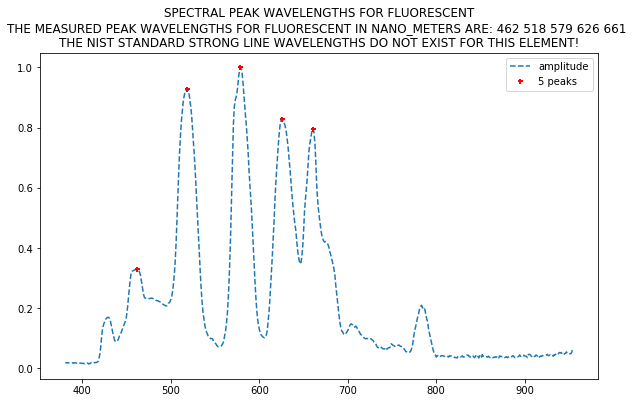 SPECTRAL PEAK WAVELENGTHS FOR FLUORESCENT
THE MEASURED PEAK WAVELENGTHS FOR FLUORESCENT IN NANO_METERS ARE: 462 518 579 626 661
THE NIST STANDARD STRONG LINE WAVELENGTHS DO NOT EXIST FOR THIS ELEMENT!
amplitude
5 peaks
1.0
0.8
0.6
0.4
0.2
0.0
400 500 600 700 800 900